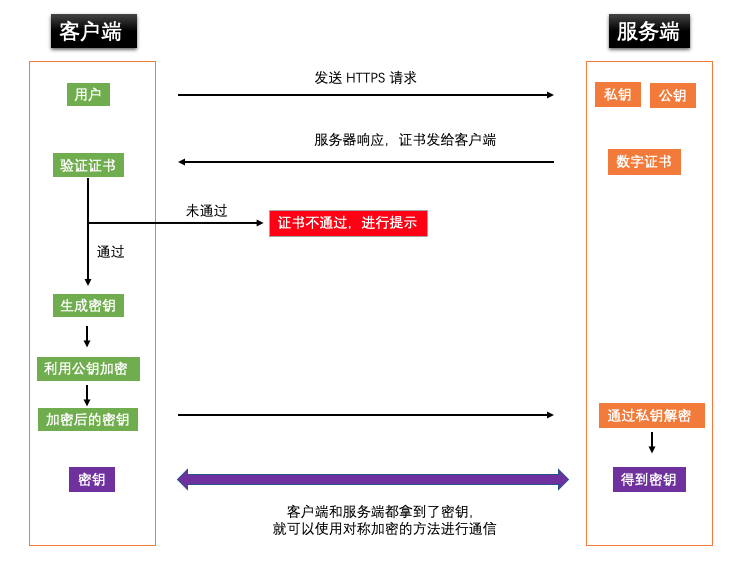 客户端
服务端
发送 HTTPS 请求
用户
私钥
公钥
服务器响应，证书发给客户端
验证证书
数字证书
未通过
证书不通过，进行提示
通过
生成密钥
利用公钥加密
加密后的密钥
通过私钥解密
密钥
得到密钥
客户端和服务端都拿到了密钥，
就可以使用对称加密的方法进行通信